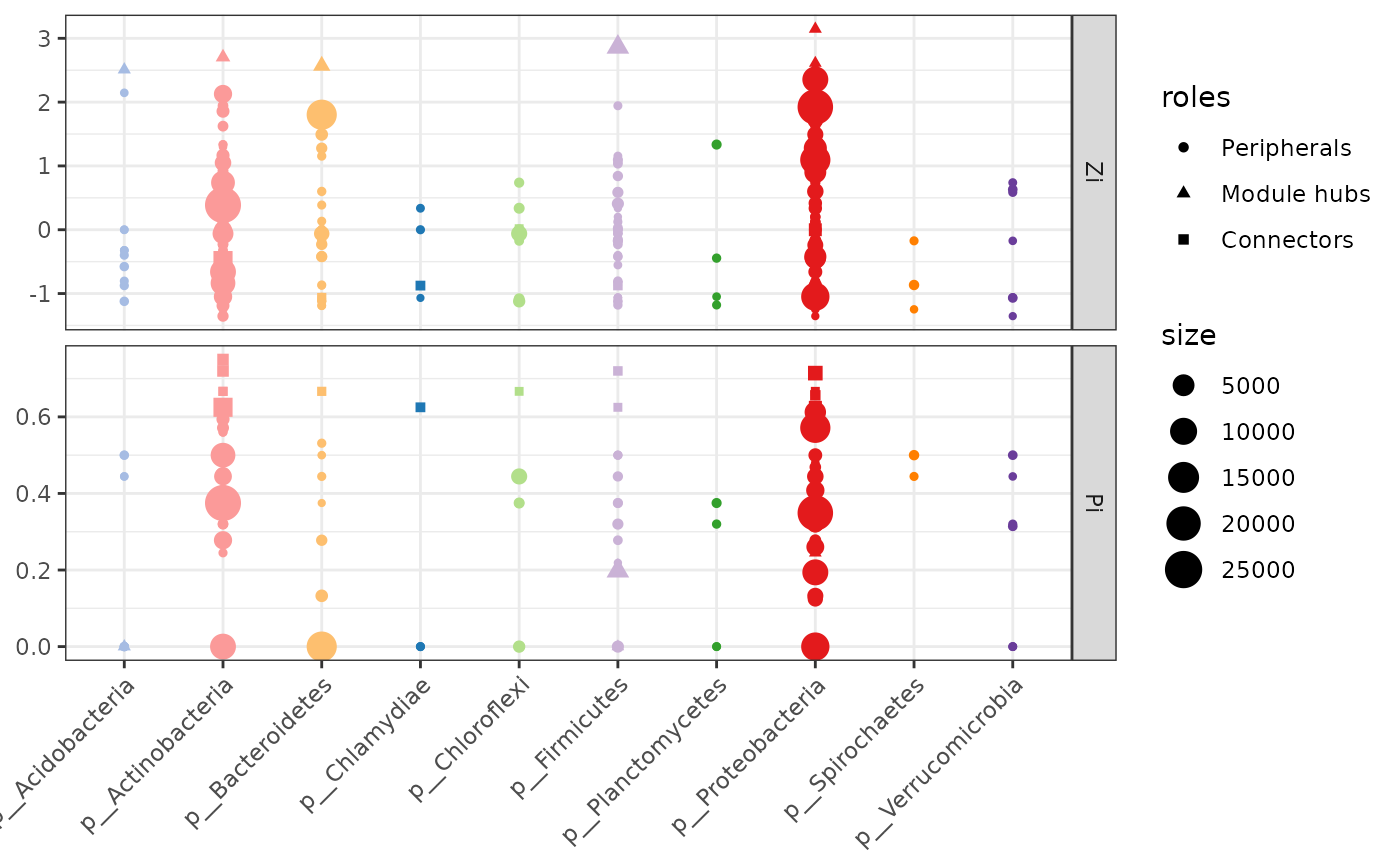 3
2
1
0
-1
Zi
0.6
0.4
0.2
0.0
Pi
p__Acidobacteria
p__Actinobacteria
p__Bacteroidetes
p__Chlamydiae
p__Chloroflexi
p__Firmicutes
p__Planctomycetes
p__Proteobacteria
p__Spirochaetes
p__Verrucomicrobia
roles
Peripherals
Module hubs
Connectors
size
5000
10000
15000
20000
25000